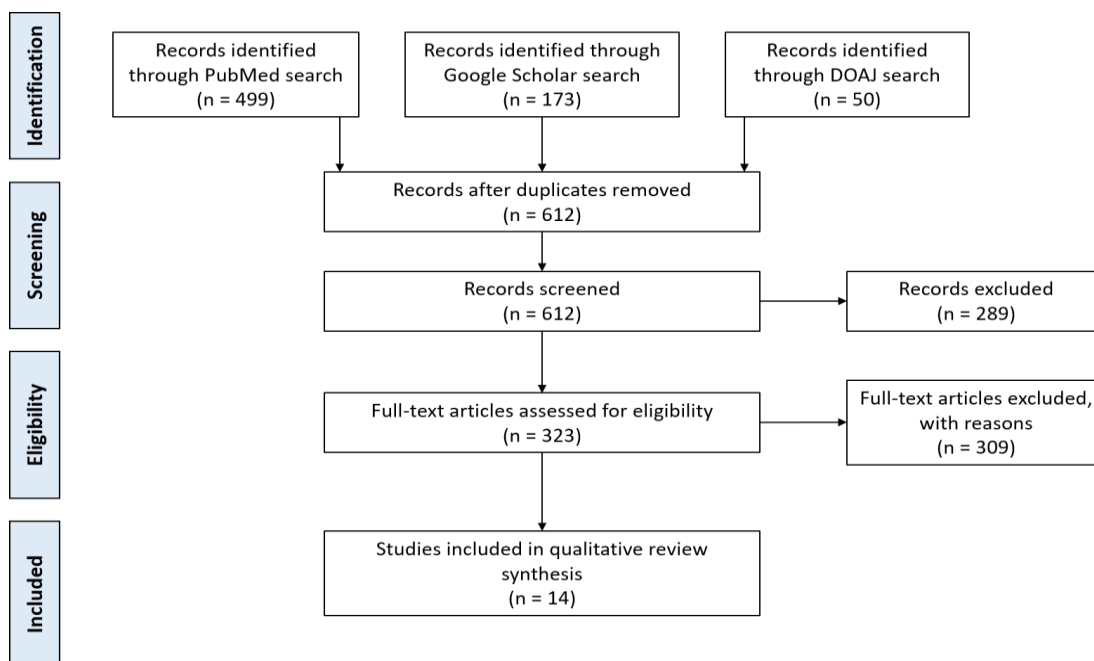 Identification
Records identified
through PubMed search
(n = 499)
Records identified through
Google Scholar search
(n = 173)
Records identified
through DOAJ search
(n = 50)
Screening
Records after duplicates removed
(n = 612)
Records screened
(n = 612)
Records excluded
(n = 289)
Eligibility
Full-text articles assessed for eligibility
(n = 323)
Full-text articles excluded,
with reasons
(n = 309)
Included
Studies included in qualitative review
synthesis
(n = 14)